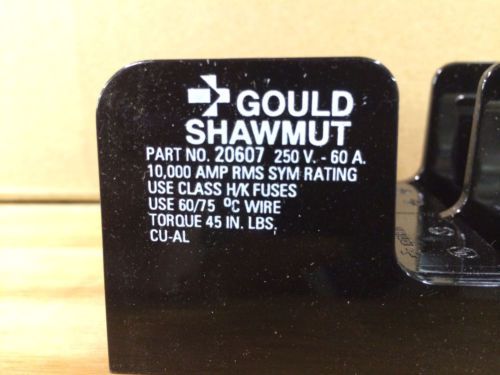 GOULD
SHAWMUT
PART NO. 20607 250 V. - 60 A.
10,000 AMP RMS SYM RATING
USE CLASS H/K FUSES
USE 60/75 °C WIRE
TORQUE 45 IN. LBS.
CU-AL